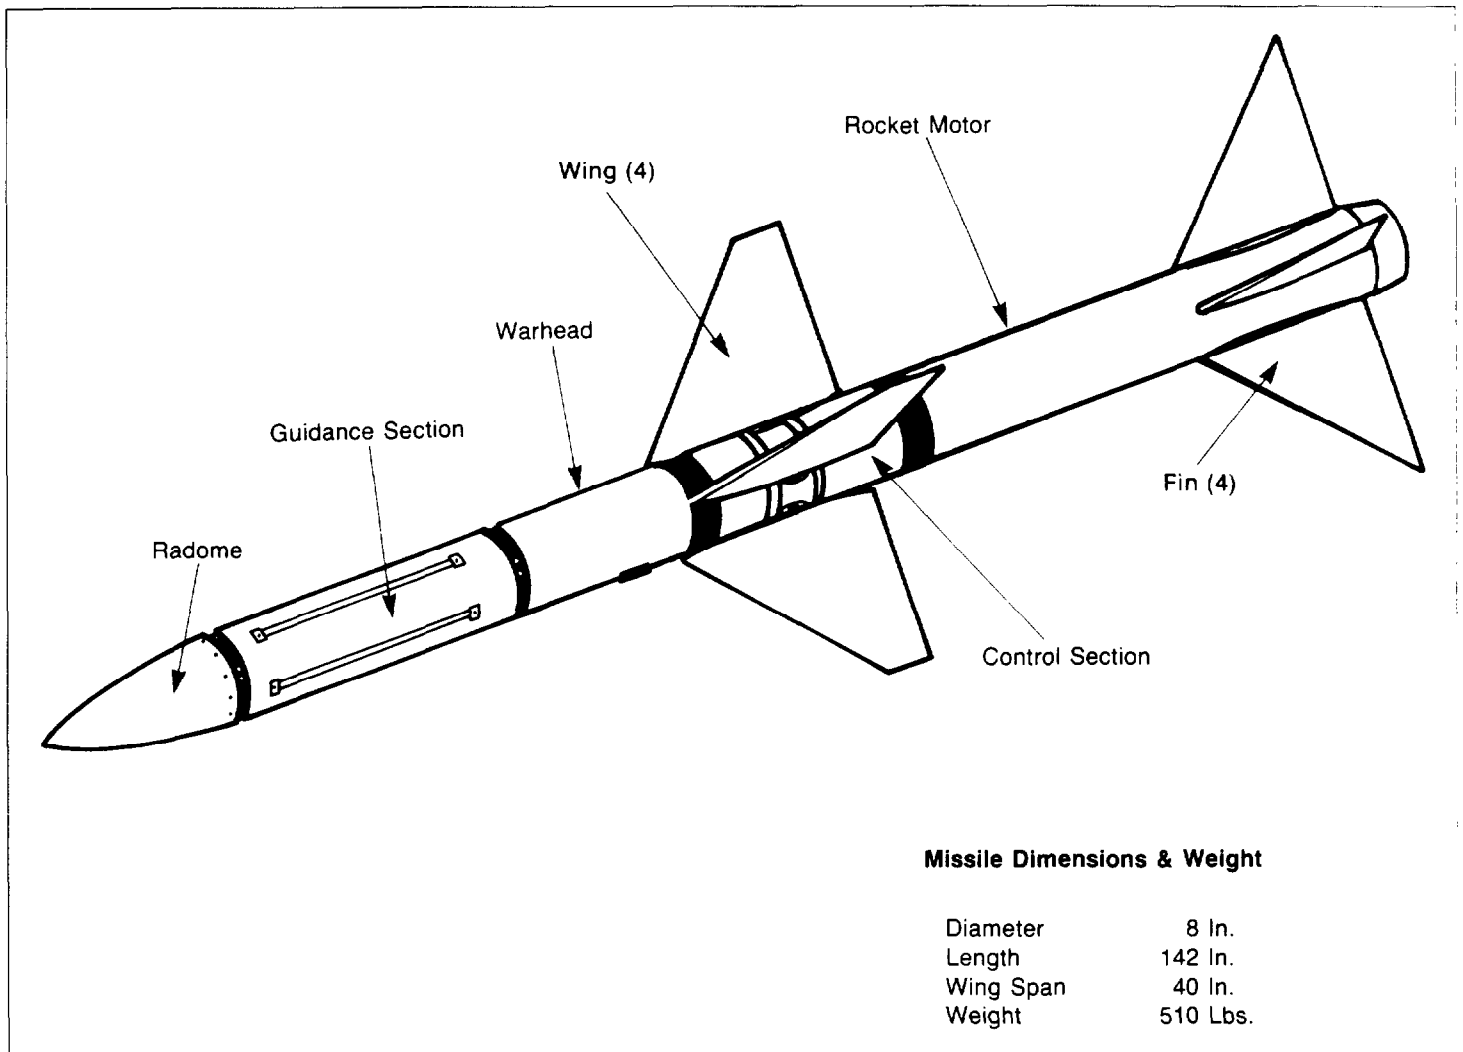 Rocket Motor
Wing (4)
Warhead
Guidance Section
Fin (4)
Radome
Control Section
Missile Dimensions & Weight
Diameter 8 In.
Length 142 In.
Wing Span 40 In.
Weight 510 Lbs.